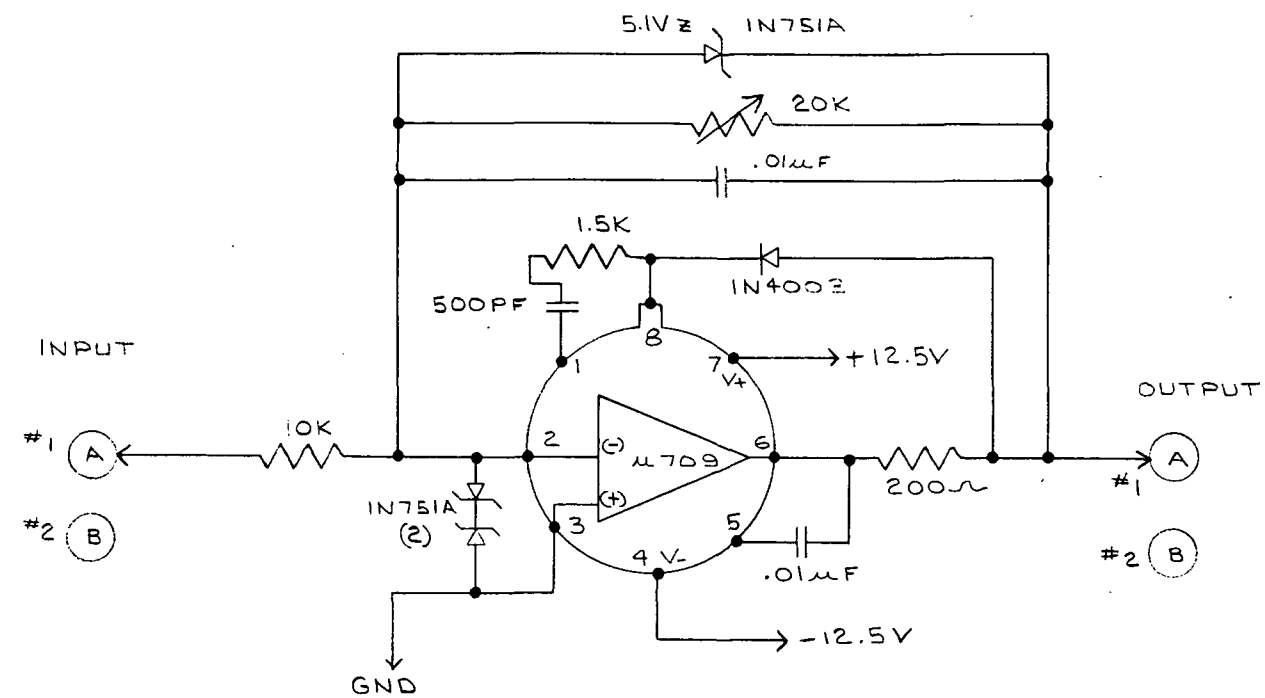 5.1V z 1N751A
20K
.01μF
1.5K
1N4003
500PF
8
1
7
V+
+12.5V
INPUT
OUTPUT
#1 A
10K
2
(-)
μ709
6
200Ω
A
#1
1N751A
(2)
(+)
3
5
#2 B
4 V-
.01μF
#2 B
-12.5V
GND